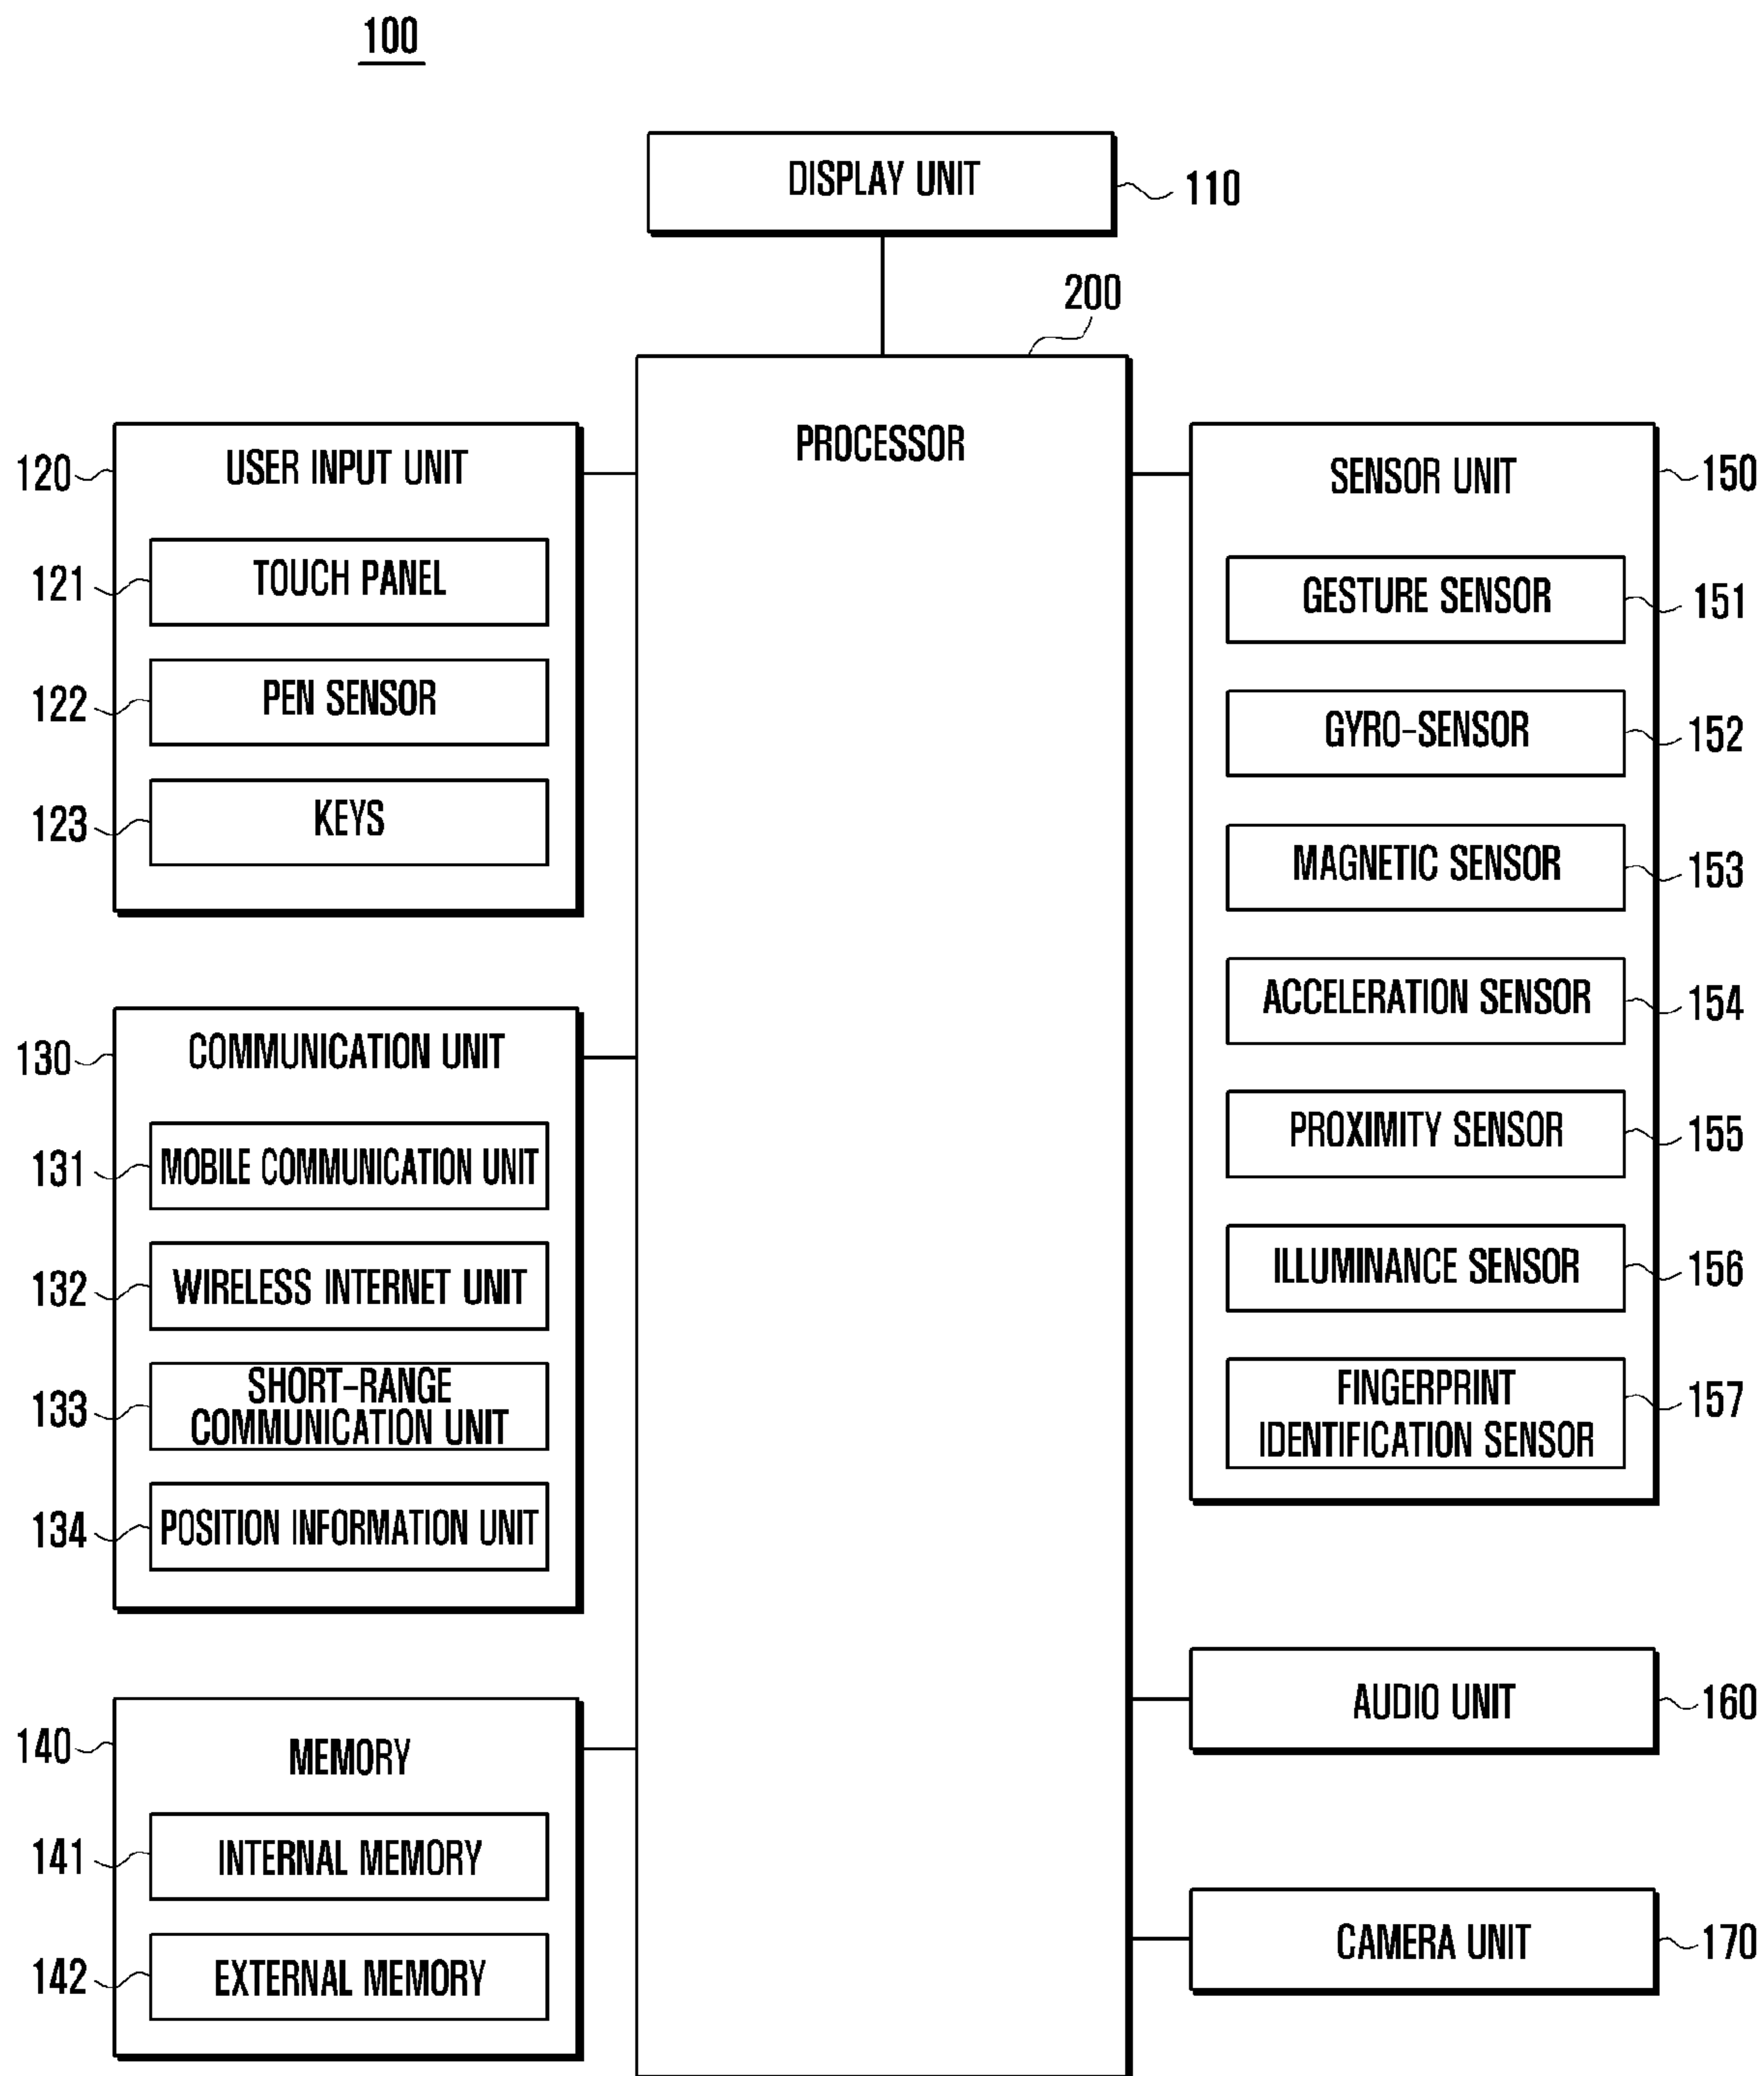 100
DISPLAY UNIT
110
200
PROCESSOR
120
USER INPUT UNIT
121
TOUCH PANEL
122
PEN SENSOR
123
KEYS
130
COMMUNICATION UNIT
131
MOBILE COMMUNICATION UNIT
132
WIRELESS INTERNET UNIT
133
SHORT-RANGE
COMMUNICATION UNIT
134
POSITION INFORMATION UNIT
140
MEMORY
141
INTERNAL MEMORY
142
EXTERNAL MEMORY
SENSOR UNIT
150
GESTURE SENSOR
151
GYRO-SENSOR
152
MAGNETIC SENSOR
153
ACCELERATION SENSOR
154
PROXIMITY SENSOR
155
ILLUMINANCE SENSOR
156
FINGERPRINT
IDENTIFICATION SENSOR
157
AUDIO UNIT
160
CAMERA UNIT
170